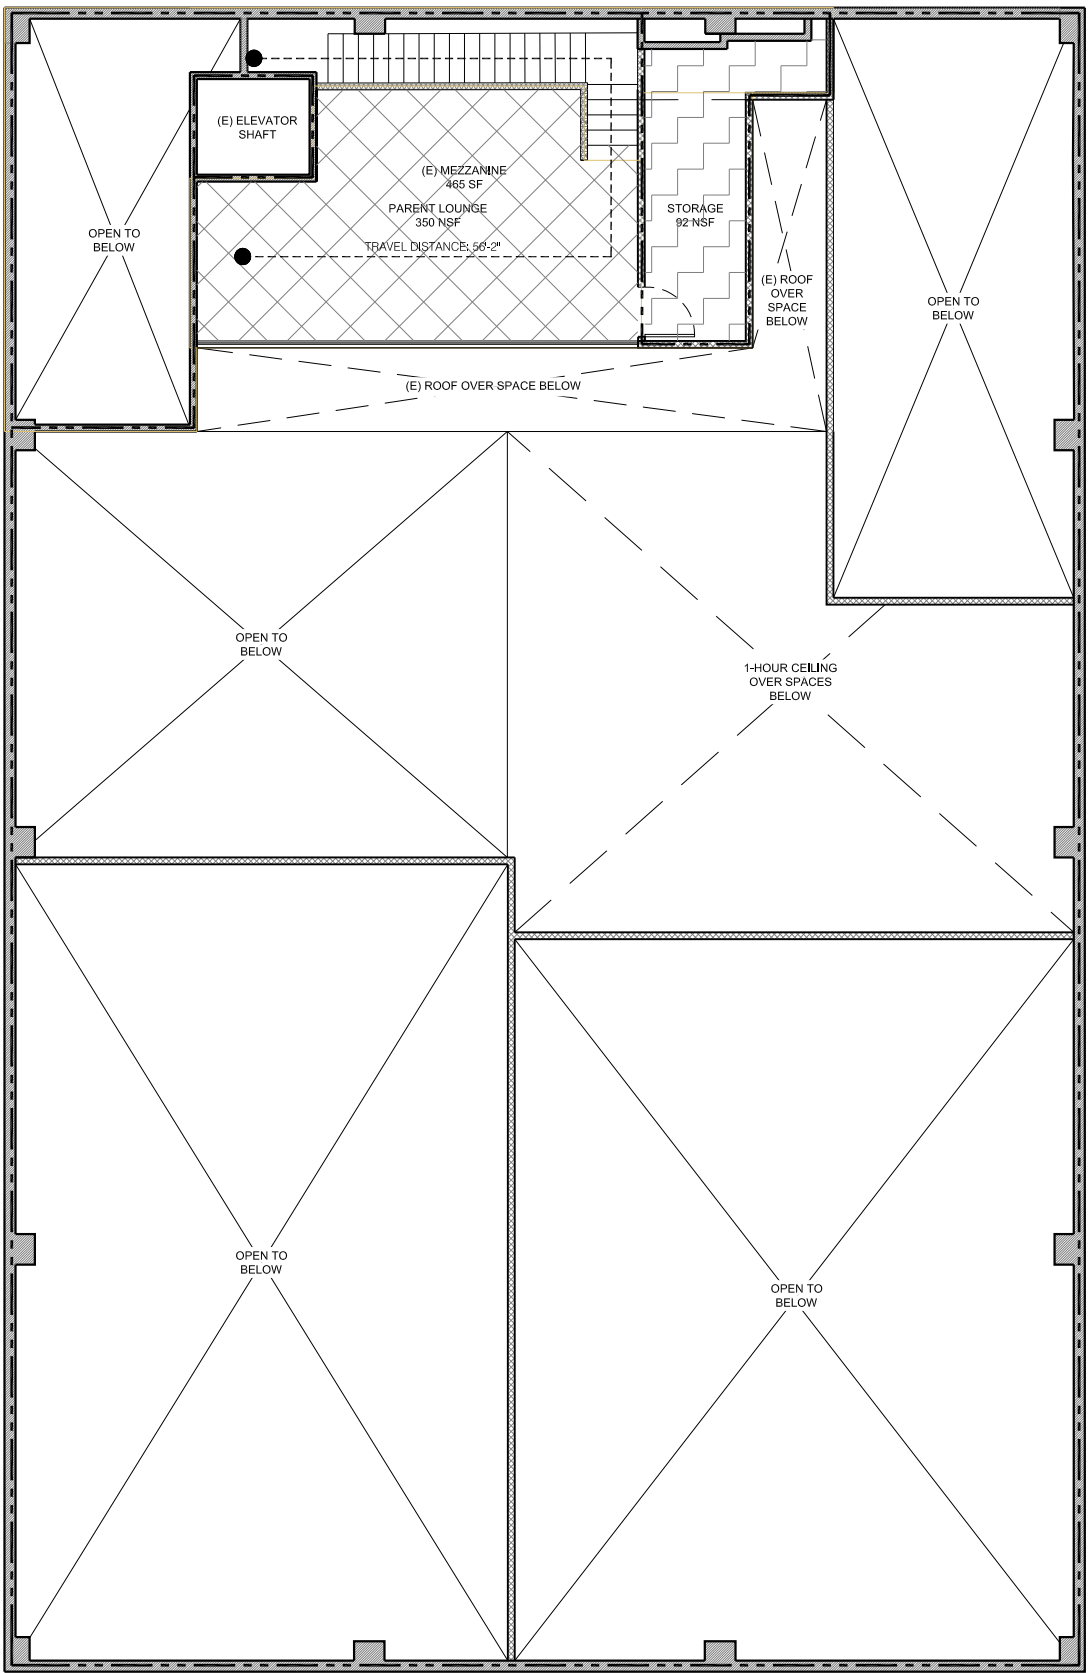 (E) ELEVATOR
SHAFT
(E) MEZZANINE
465 SF
PARENT LOUNGE
350 NSF
TRAVEL DISTANCE: 56'-2"
STORAGE
92 NSF
OPEN TO
BELOW
(E) ROOF
OVER
SPACE
BELOW
OPEN TO
BELOW
(E) ROOF OVER SPACE BELOW
OPEN TO
BELOW
1-HOUR CEILING
OVER SPACES
BELOW
OPEN TO
BELOW
OPEN TO
BELOW